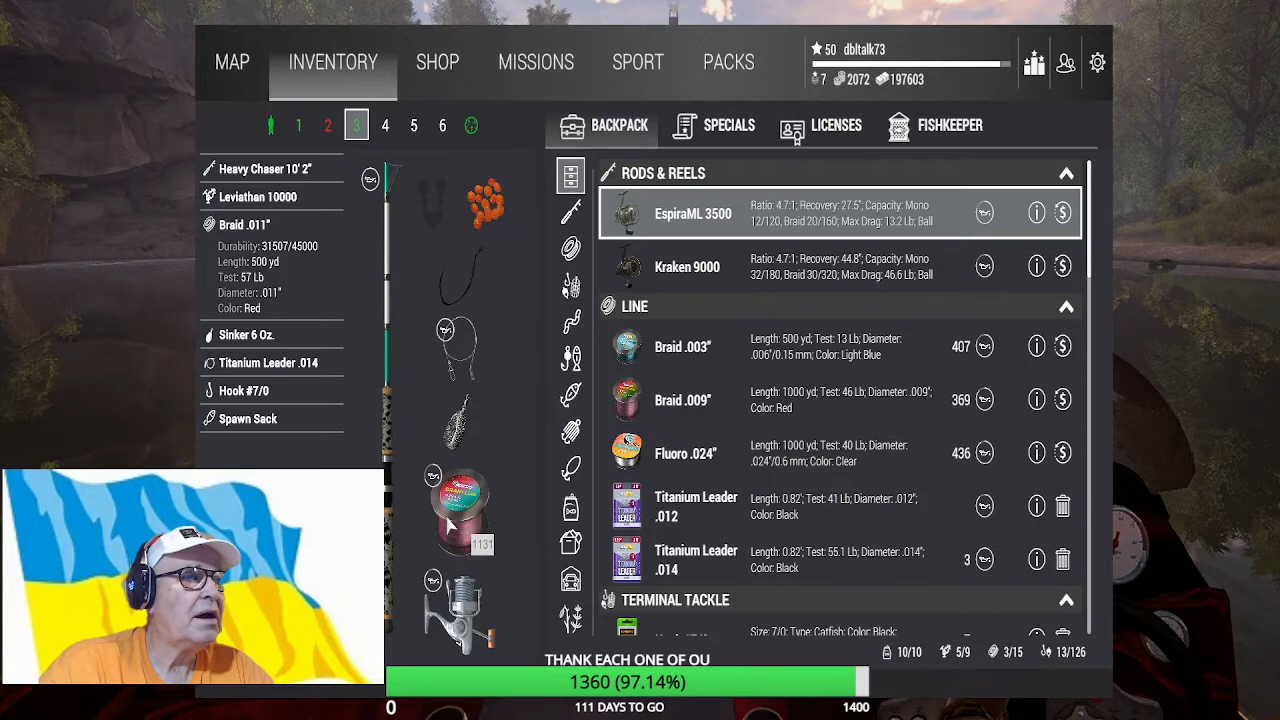 MAP
INVENTORY
SHOP
MISSIONS
SPORT
PACKS
50 dbltalk73
7 2072 197603
1 2 3 4 5 6
BACKPACK
SPECIALS
LICENSES
FISHKEEPER
Heavy Chaser 10' 2"
Leviathan 10000
Braid .011"
Durability: 31507/45000
Length: 500 yd
Test: 57 Lb
Diameter: .011"
Color: Red
Sinker 6 Oz.
Titanium Leader .014
Hook #7/0
Spawn Sack
1131
RODS & REELS
EspiraML 3500
Ratio: 4.7:1; Recovery: 27.5"; Capacity: Mono
12/120, Braid 20/160; Max Drag: 13.2 Lb; Ball
Kraken 9000
Ratio: 4.7:1; Recovery: 44.8"; Capacity: Mono
32/180, Braid 30/320; Max Drag: 46.6 Lb; Ball
LINE
Braid .003"
Length: 500 yd; Test: 13 Lb; Diameter:
.006"/0.15 mm; Color: Light Blue
407
Braid .009"
Length: 1000 yd; Test: 46 Lb; Diameter: .009";
Color: Red
369
Fluoro .024"
Length: 1000 yd; Test: 40 Lb; Diameter:
.024"/0.6 mm; Color: Clear
436
Titanium Leader
.012
Length: 0.82'; Test: 41 Lb; Diameter: .012";
Color: Black
Titanium Leader
.014
Length: 0.82'; Test: 55.1 Lb; Diameter: .014";
Color: Black
3
TERMINAL TACKLE
Size: 7/0; Type: Catfish; Color: Black;
10/10 5/9 3/15 13/126
THANK EACH ONE OF OU
1360 (97.14%)
0
111 DAYS TO GO
1400